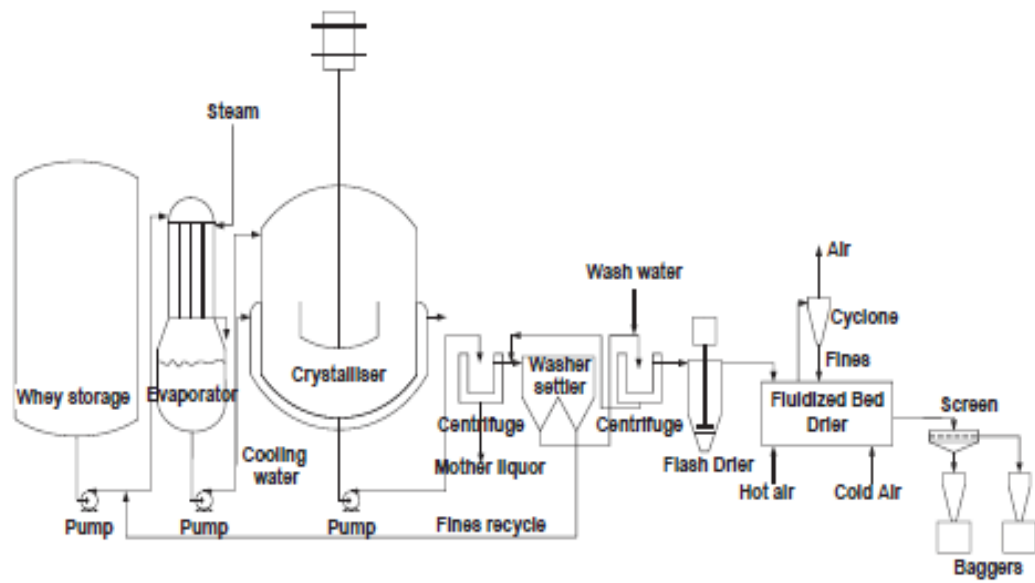 Steam
Air
Wash water
Cyclone
Fines
Whey storage
Evaporator
Crystalliser
Washer
settler
Fluidized Bed
Drier
Screen
Centrifuge
Centrifuge
Cooling
water
Mother liquor
Flash Drier
Hot air
Cold Air
Pump
Pump
Pump
Fines recycle
Baggers